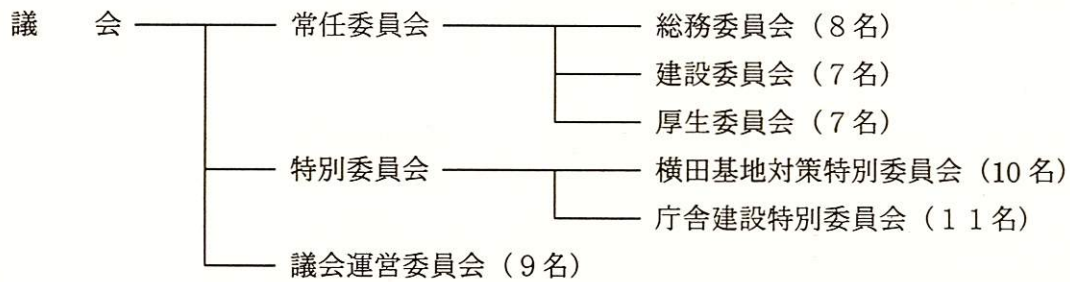 議　会　常任委員会　総務委員会（８名）
建設委員会（７名）
厚生委員会（７名）
特別委員会　横田基地対策特別委員会（10名）
庁舎建設特別委員会（１１名）
議会運営委員会（９名）